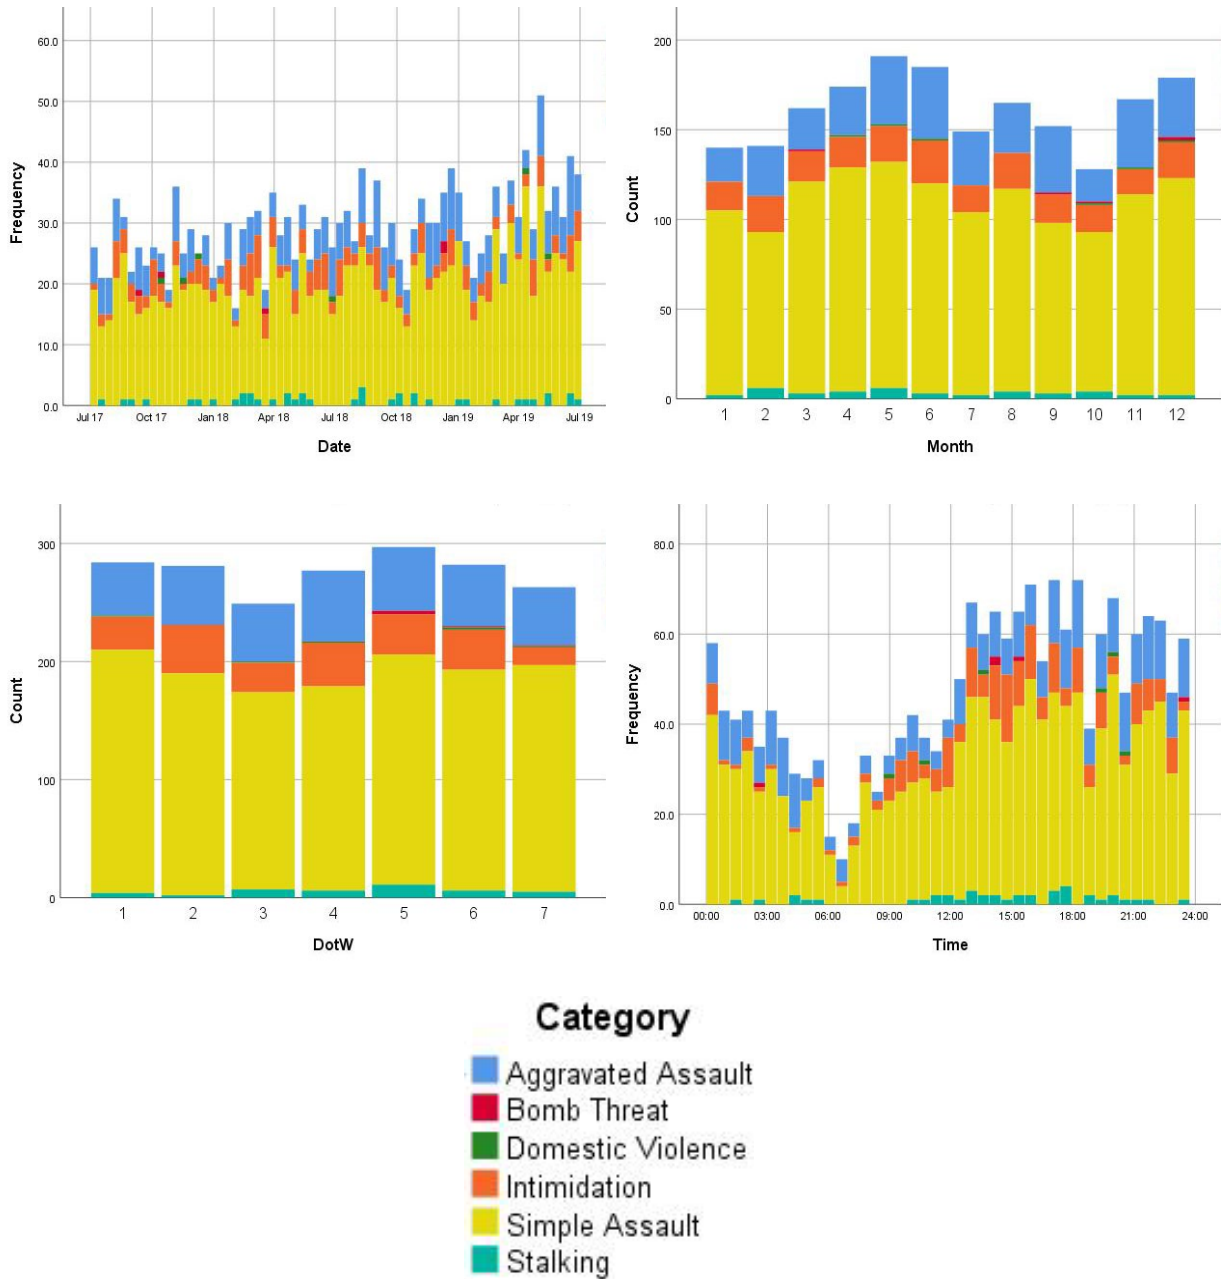 60.0
50.0
40.0
30.0
20.0
10.0
0.0
Frequency
Jul 17 Oct 17 Jan 18 Apr 18 Jul 18 Oct 18 Jan 19 Apr 19 Jul 19
Date
200
150
100
50
0
Count
1 2 3 4 5 6 7 8 9 10 11 12
Month
300
200
100
0
Count
1 2 3 4 5 6 7
DotW
80.0
60.0
40.0
20.0
0.0
Frequency
00:00 03:00 06:00 09:00 12:00 15:00 18:00 21:00 24:00
Time
Category
Aggravated Assault
Bomb Threat
Domestic Violence
Intimidation
Simple Assault
Stalking